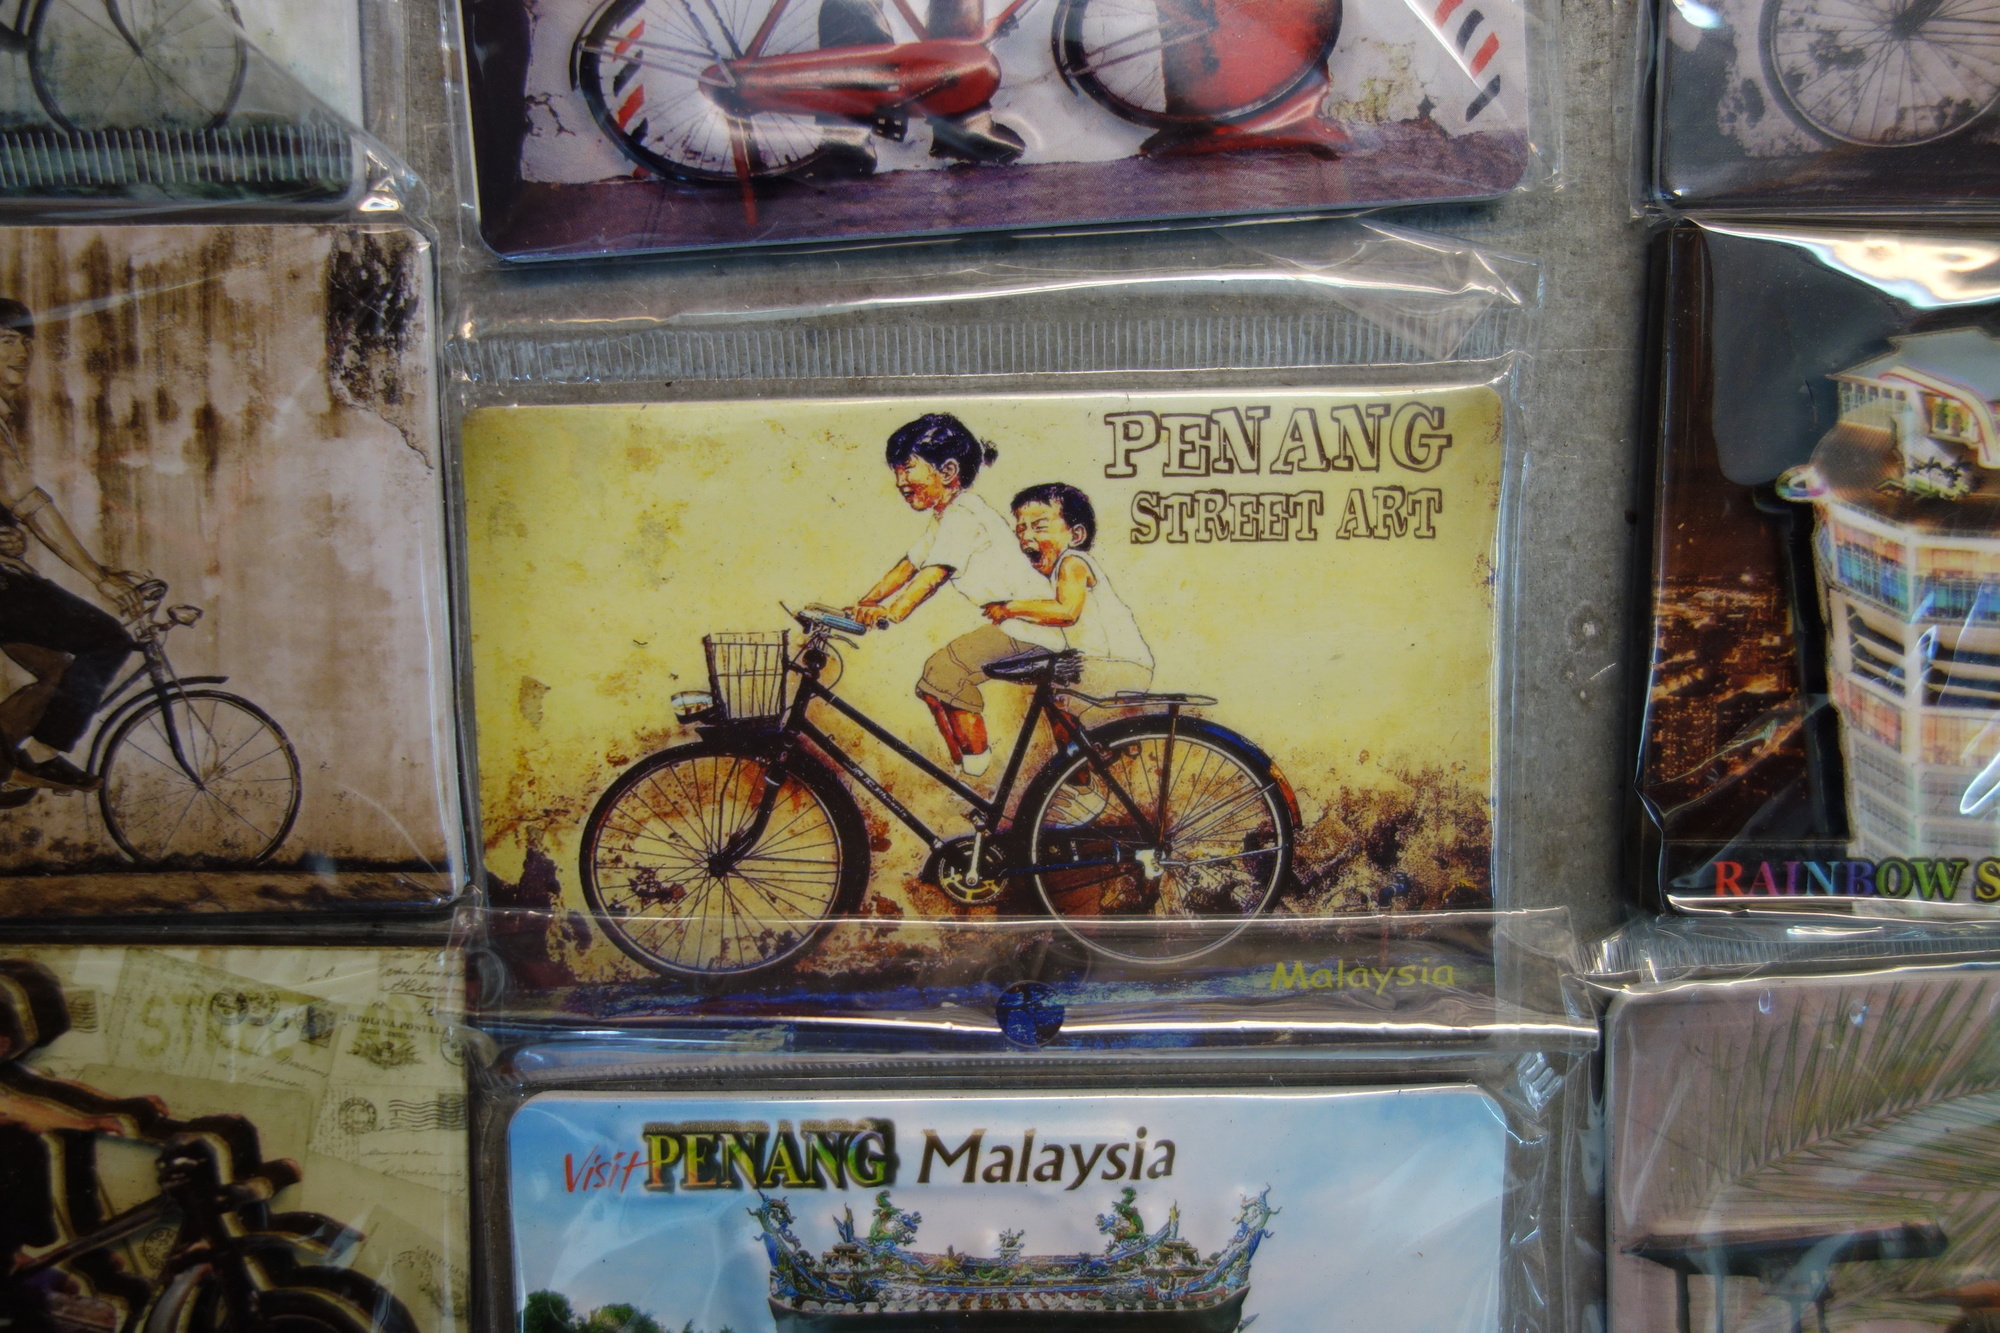 PENANG
STREET ART
Malaysia
RAINBOW S
Visit PENANG Malaysia